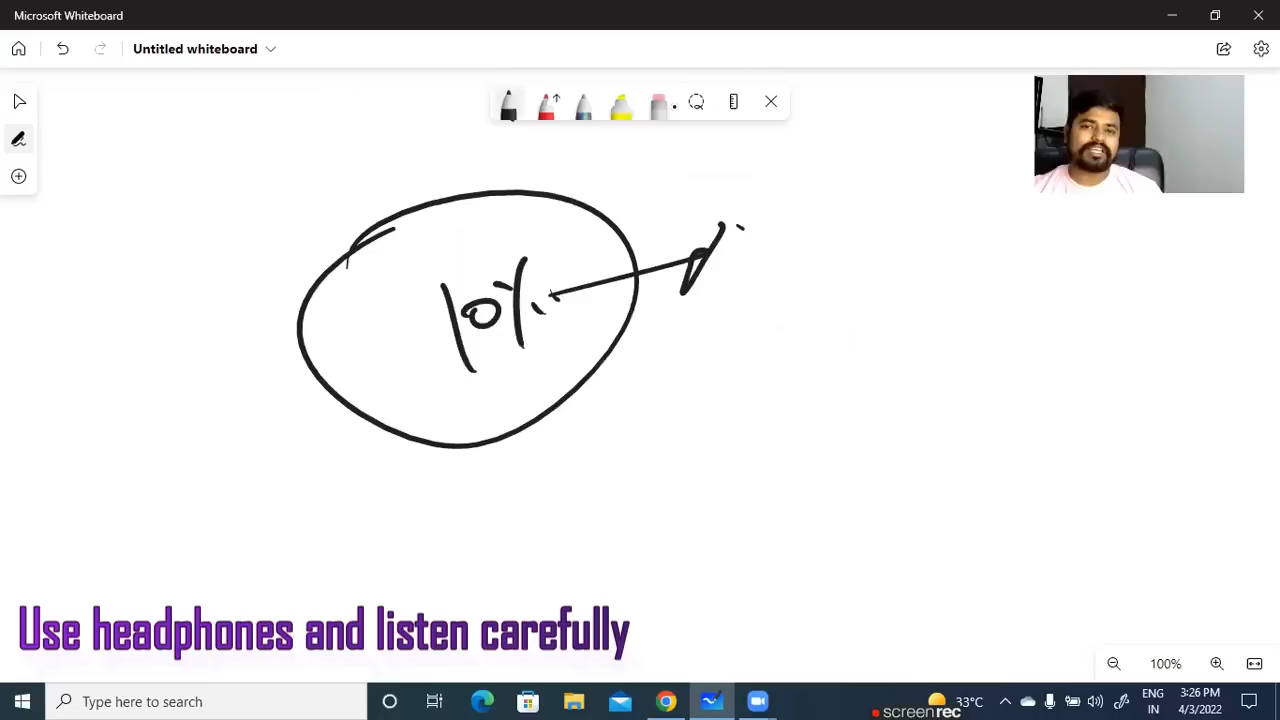 Microsoft Whiteboard
Untitled whiteboard
10%
Use headphones and listen carefully
100%
Type here to search
33°C
ENG
IN
3:26 PM
4/3/2022
screenrec